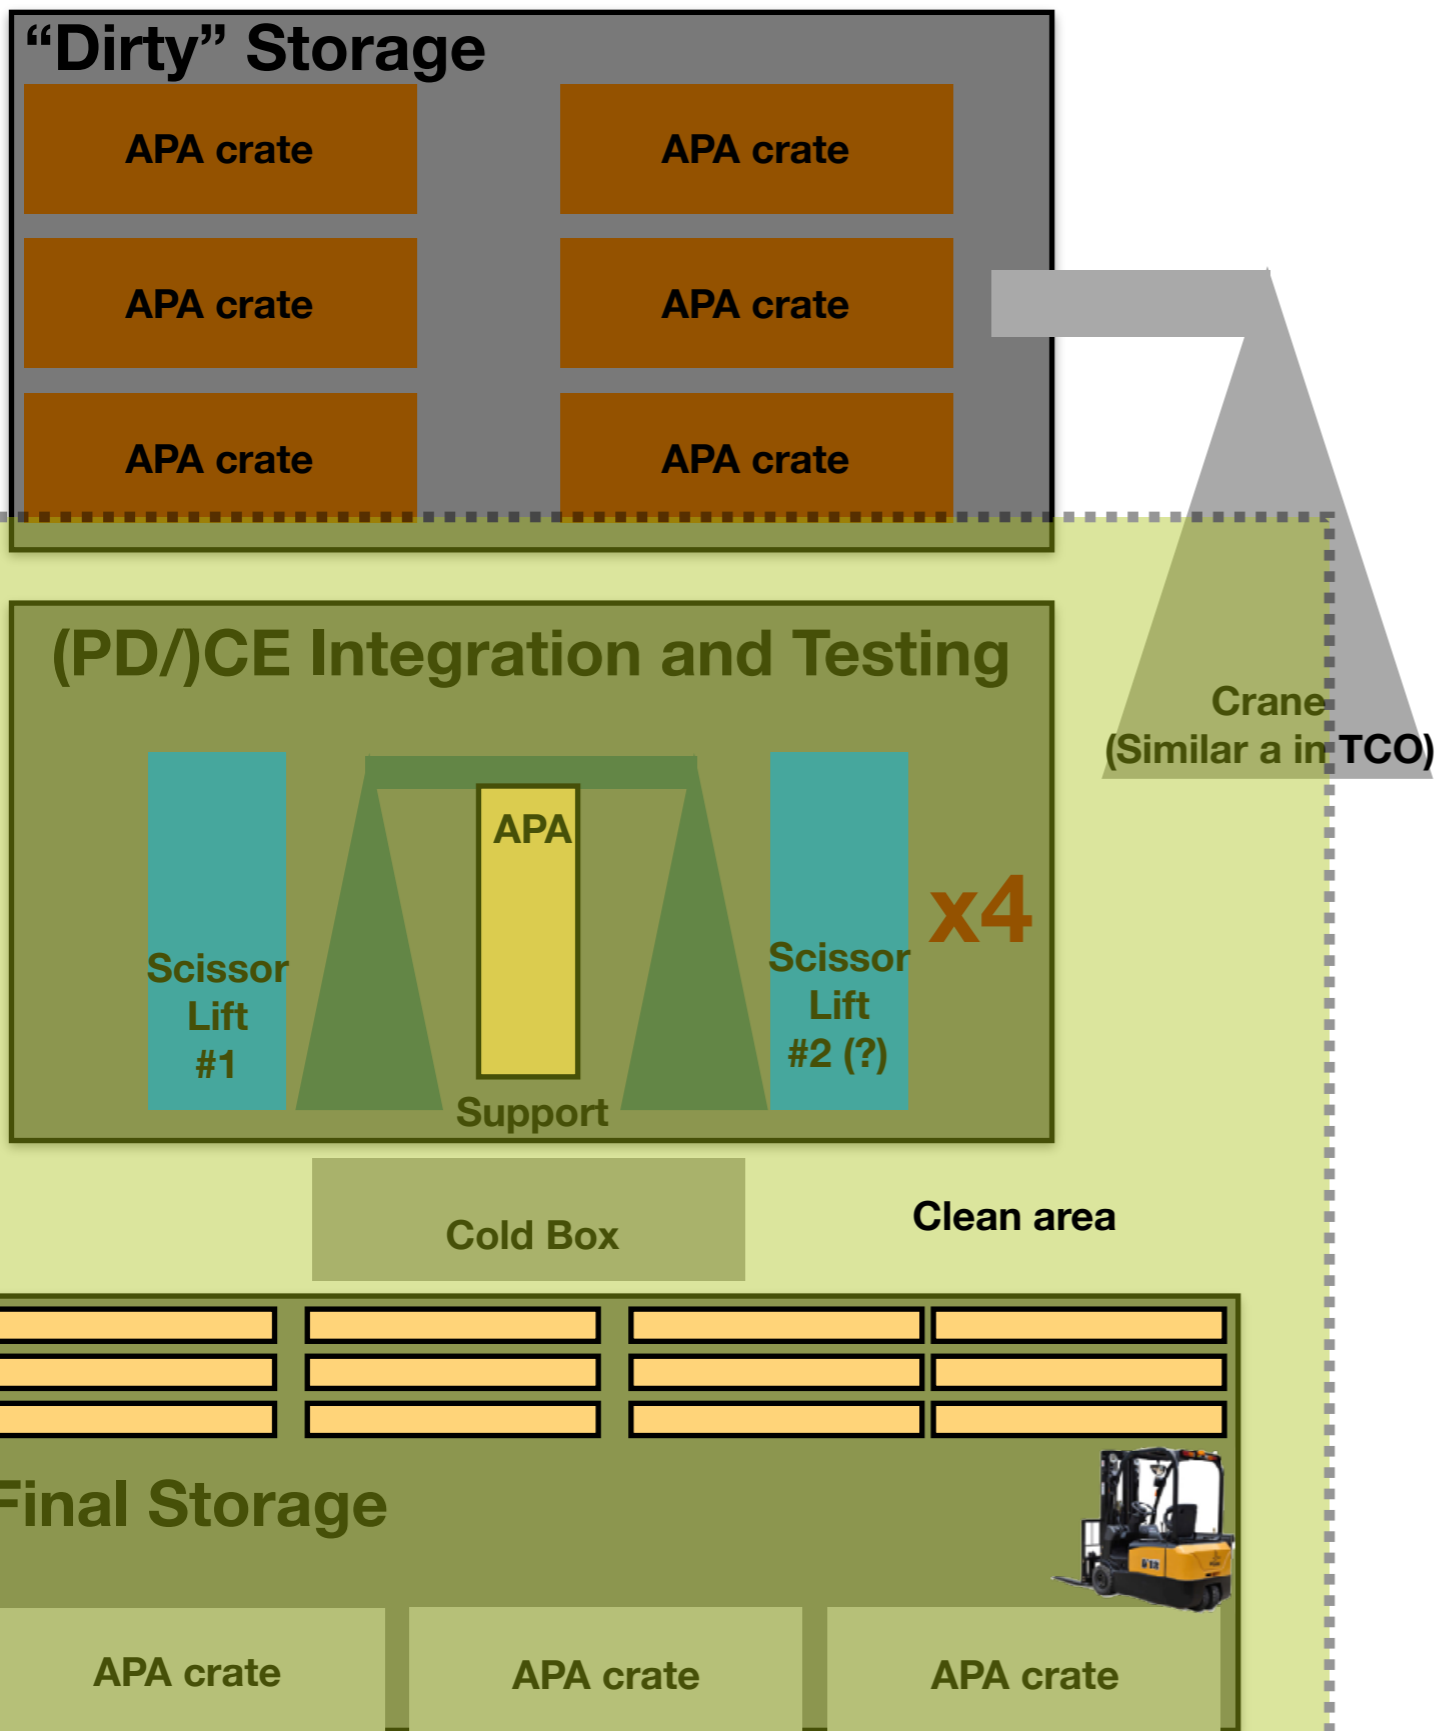 “Dirty” Storage
APA crate
APA crate
APA crate
APA crate
APA crate
APA crate
(PD/)CE Integration and Testing
Crane
(Similar a in TCO)
APA
x4
Scissor
Lift
#1
Scissor
Lift
#2 (?)
Support
Cold Box
Clean area
Final Storage
APA crate
APA crate
APA crate